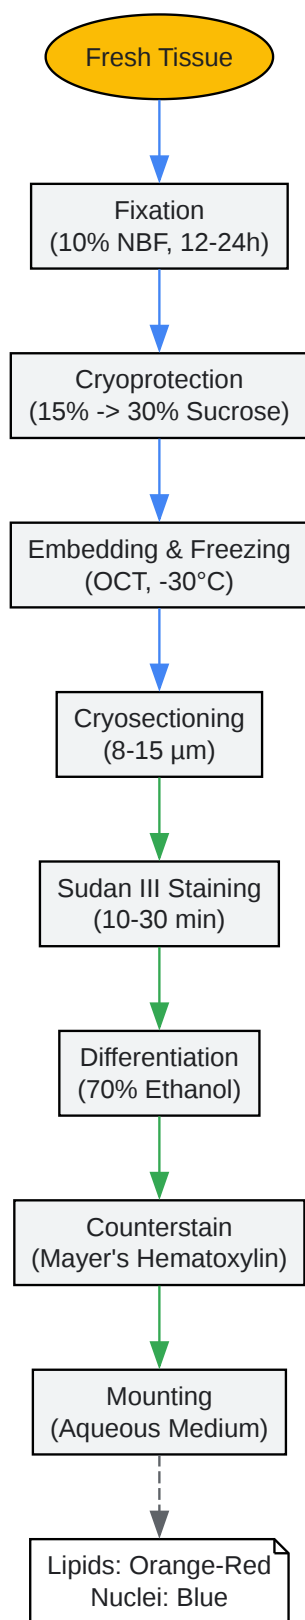 Fresh Tissue
Fixation
(10% NBF, 12-24h)
Cryoprotection
(15% -> 30% Sucrose)
Embedding & Freezing
(OCT, -30°C)
Cryosectioning
(8-15 µm)
Sudan III Staining
(10-30 min)
Differentiation
(70% Ethanol)
Counterstain
(Mayer's Hematoxylin)
Mounting
(Aqueous Medium)
Lipids: Orange-Red
Nuclei: Blue